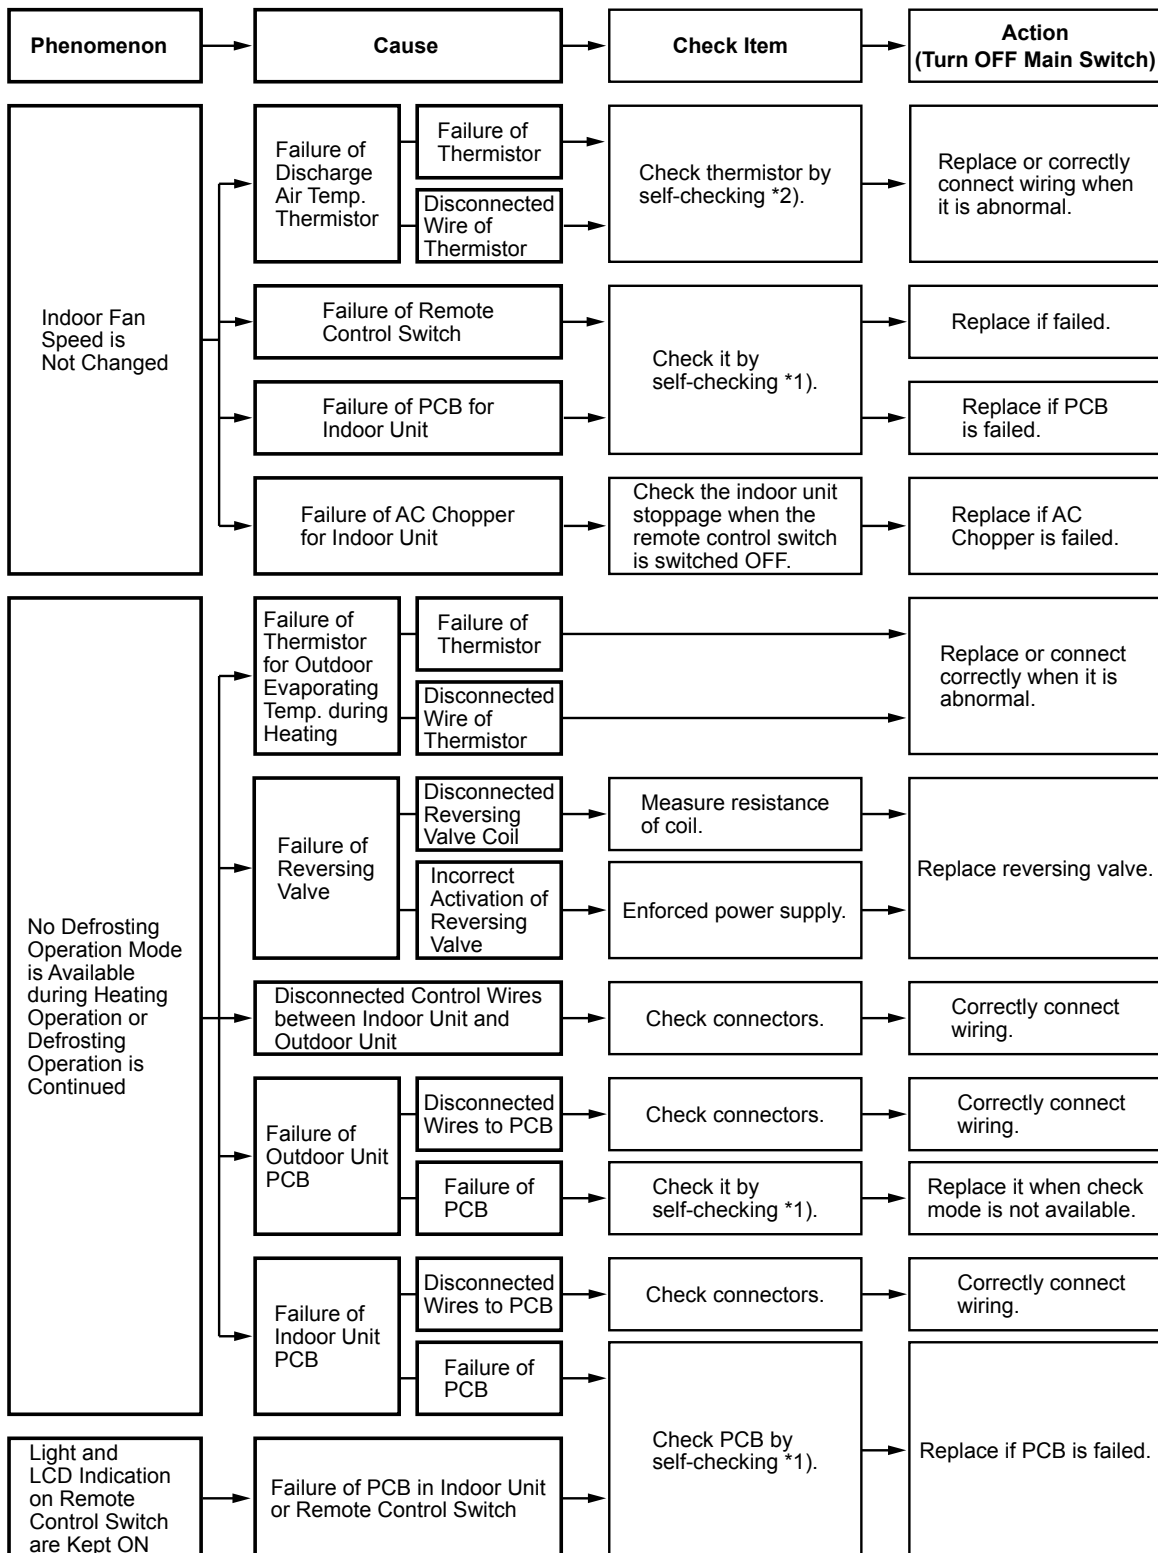 Phenomenon
Cause
Check Item
Action
(Turn OFF Main Switch)
Indoor Fan
Speed is
Not Changed
Failure of
Discharge
Air Temp.
Thermistor
Failure of
Thermistor
Disconnected
Wire of
Thermistor
Check thermistor by
self-checking *2).
Replace or correctly
connect wiring when
it is abnormal.
Failure of Remote
Control Switch
Check it by
self-checking *1).
Replace if failed.
Failure of PCB for
Indoor Unit
Replace if PCB
is failed.
Failure of AC Chopper
for Indoor Unit
Check the indoor unit
stoppage when the
remote control switch
is switched OFF.
Replace if AC
Chopper is failed.
No Defrosting
Operation Mode
is Available
during Heating
Operation or
Defrosting
Operation is
Continued
Failure of
Thermistor
for Outdoor
Evaporating
Temp. during
Heating
Failure of
Thermistor
Disconnected
Wire of
Thermistor
Replace or connect
correctly when it is
abnormal.
Failure of
Reversing
Valve
Disconnected
Reversing
Valve Coil
Measure resistance
of coil.
Incorrect
Activation of
Reversing
Valve
Enforced power supply.
Replace reversing valve.
Disconnected Control Wires
between Indoor Unit and
Outdoor Unit
Check connectors.
Correctly connect
wiring.
Failure of
Outdoor Unit
PCB
Disconnected
Wires to PCB
Check connectors.
Correctly connect
wiring.
Failure of
PCB
Check it by
self-checking *1).
Replace it when check
mode is not available.
Failure of
Indoor Unit
PCB
Disconnected
Wires to PCB
Check connectors.
Correctly connect
wiring.
Failure of
PCB
Check PCB by
self-checking *1).
Replace if PCB is failed.
Light and
LCD Indication
on Remote
Control Switch
are Kept ON
Failure of PCB in Indoor Unit
or Remote Control Switch